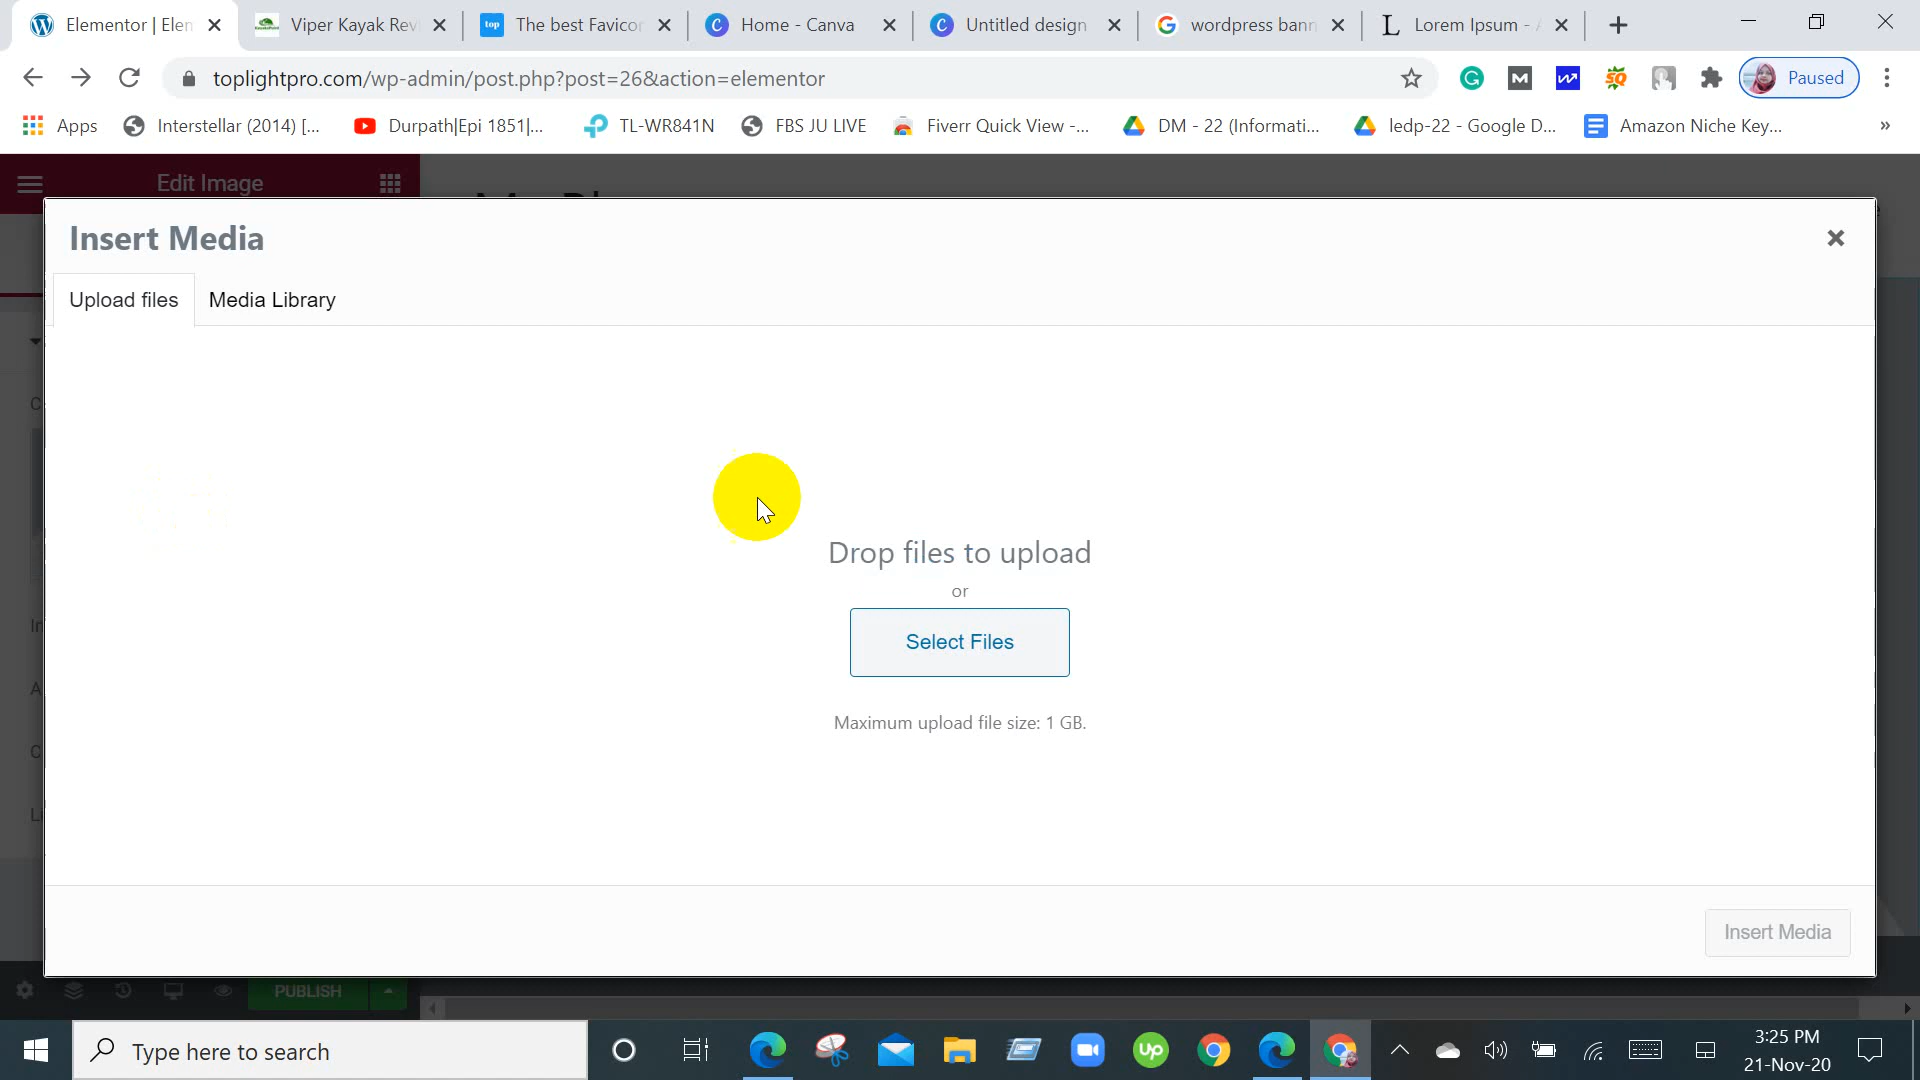 Elementor | Elen
Viper Kayak Rev
top
The best Favicon
Home - Canva
Untitled design
wordpress bann
Lorem Ipsum - A
toplightpro.com/wp-admin/post.php?post=26&action=elementor
Paused
Apps
Interstellar (2014) [...
Durpath|Epi 1851|...
TL-WR841N
FBS JU LIVE
Fiverr Quick View -...
DM - 22 (Informati...
ledp-22 - Google D...
Amazon Niche Key...
»
Edit Image
Insert Media
Upload files
Media Library
Drop files to upload
or
Select Files
Maximum upload file size: 1 GB.
Insert Media
PUBLISH
Type here to search
up
3:25 PM
21-Nov-20